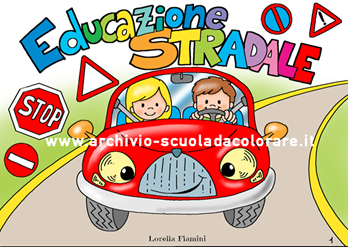 Educazione
STRADALE
STOP
www.archivio-scuoladacolorare.it
Lorella Flamini
1